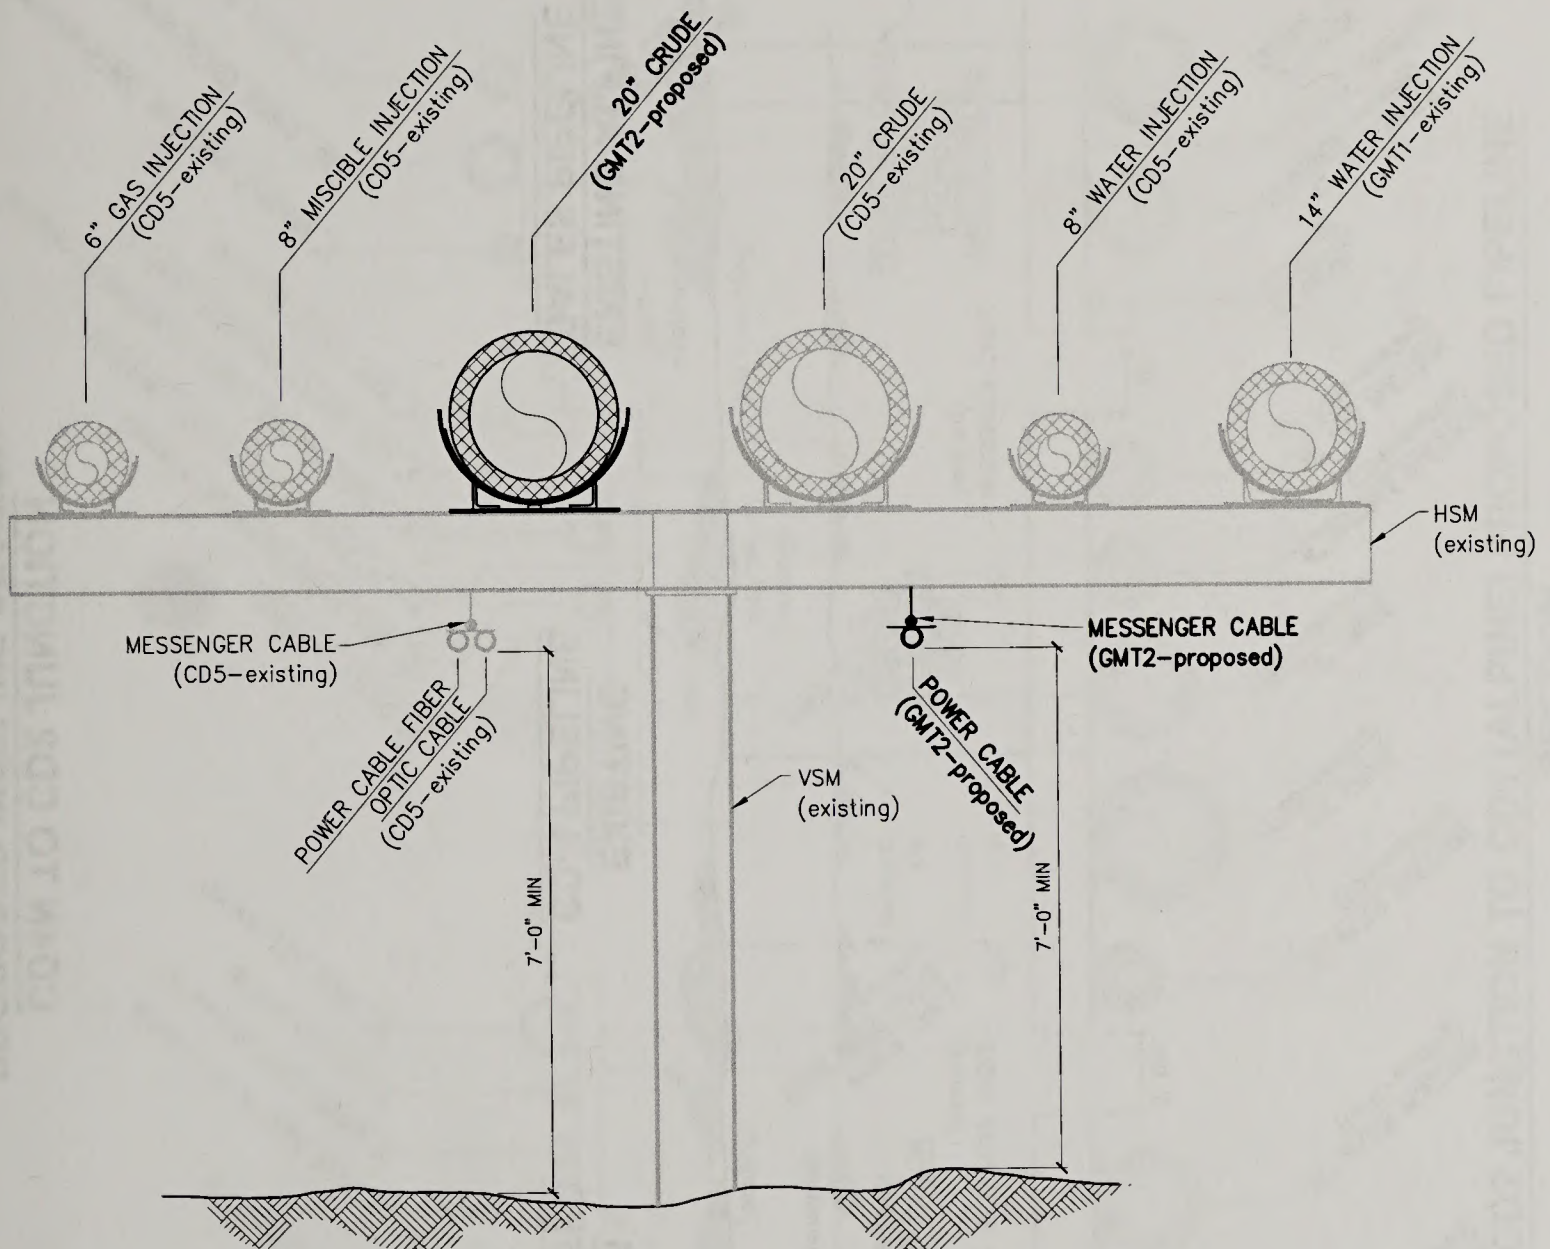 6" GAS INJECTION
(CD5-existing)
8" MISCIBLE INJECTION
(CD5-existing)
20" CRUDE
(GMT2-proposed)
20" CRUDE
(CD5-existing)
8" WATER INJECTION
(CD5-existing)
14" WATER INJECTION
(GMT1-existing)
HSM
(existing)
MESSENGER CABLE
(CD5-existing)
MESSENGER CABLE
(GMT2-proposed)
POWER CABLE FIBER
OPTIC CABLE
(CD5-existing)
POWER CABLE
(GMT2-proposed)
VSM
(existing)
7'-0" MIN
7'-0" MIN